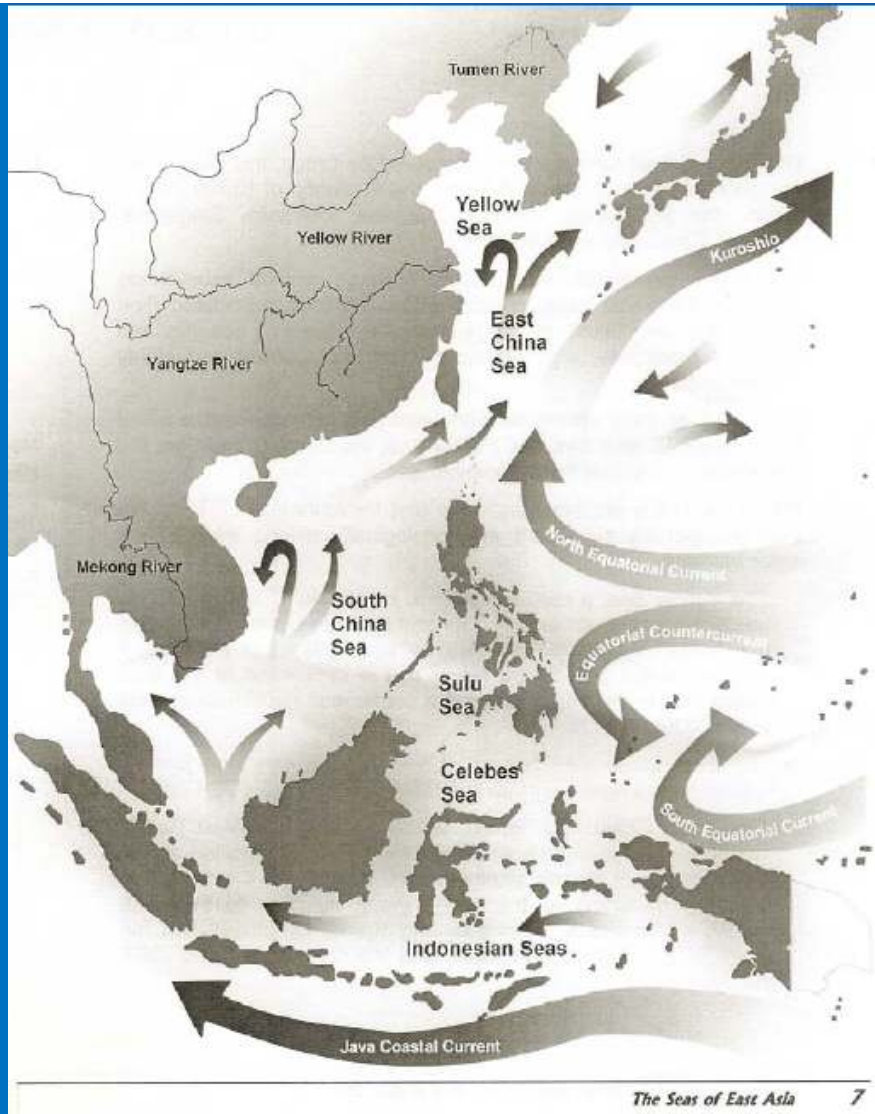 Tumen River
Yellow
Sea
Yellow River
Kuroshio
East
China
Sea
Yangtze River
North Equatorial Current
Mekong River
South
China
Sea
Equatorial Countercurrent
Sulu
Sea
Celebes
Sea
South Equatorial Current
Indonesian Seas
Java Coastal Current
The Seas of East Asia 7